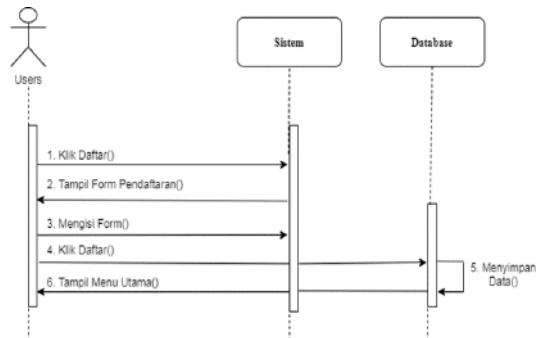 Sistem
Database
Users
1. Klik Daftar()
2. Tampil Form Pendaftaran()
3. Mengisi Form()
4. Klik Daftar()
5. Menyimpan
Data()
6. Tampil Menu Utama()